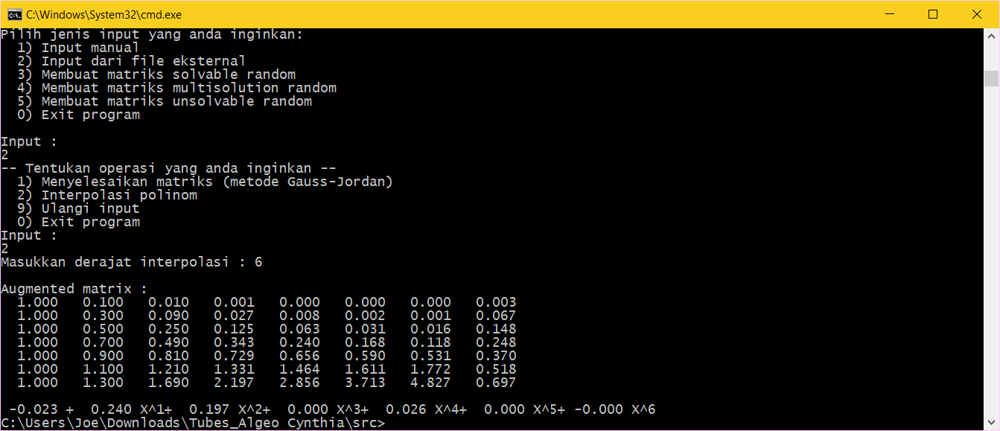 C:\Windows\System32\cmd.exe
Pilih jenis input yang anda inginkan:
  1) Input manual
  2) Input dari file eksternal
  3) Membuat matriks solvable random
  4) Membuat matriks multisolution random
  5) Membuat matriks unsolvable random
  0) Exit program
Input :
2
-- Tentukan operasi yang anda inginkan --
  1) Menyelesaikan matriks (metode Gauss-Jordan)
  2) Interpolasi polinom
  9) Ulangi input
  0) Exit program
Input :
2
Masukkan derajat interpolasi : 6
Augmented matrix :
  1.000   0.100   0.010   0.001   0.000   0.000   0.000   0.003
  1.000   0.300   0.090   0.027   0.008   0.002   0.001   0.067
  1.000   0.500   0.250   0.125   0.063   0.031   0.016   0.148
  1.000   0.700   0.490   0.343   0.240   0.168   0.118   0.248
  1.000   0.900   0.810   0.729   0.656   0.590   0.531   0.370
  1.000   1.100   1.210   1.331   1.464   1.611   1.772   0.518
  1.000   1.300   1.690   2.197   2.856   3.713   4.827   0.697
 -0.023 +  0.240 X^1+  0.197 X^2+  0.000 X^3+  0.026 X^4+  0.000 X^5+ -0.000 X^6
C:\Users\Joe\Downloads\Tubes_Algeo Cynthia\src>